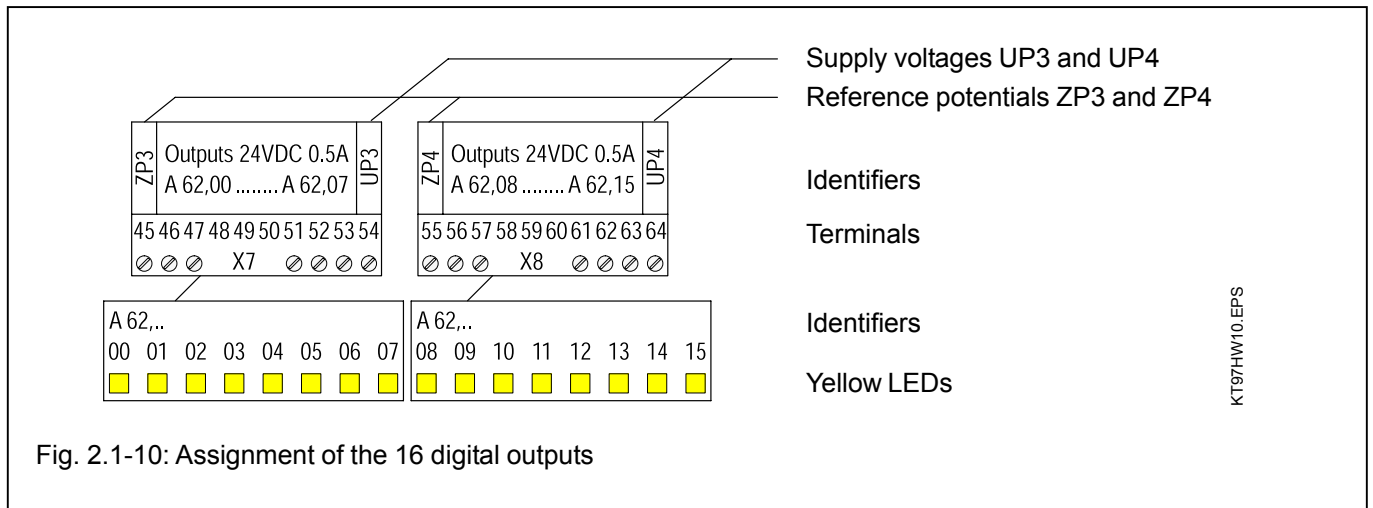 Supply voltages UP3 and UP4
Reference potentials ZP3 and ZP4
ZP3 Outputs 24VDC 0.5A UP3
A 62,00 ........ A 62,07
ZP4 Outputs 24VDC 0.5A UP4
A 62,08 ........ A 62,15
Identifiers
45 46 47 48 49 50 51 52 53 54
55 56 57 58 59 60 61 62 63 64
Terminals
X7
X8
A 62,..
00 01 02 03 04 05 06 07
A 62,..
08 09 10 11 12 13 14 15
Identifiers
Yellow LEDs
KT97HW10.EPS
Fig. 2.1-10: Assignment of the 16 digital outputs